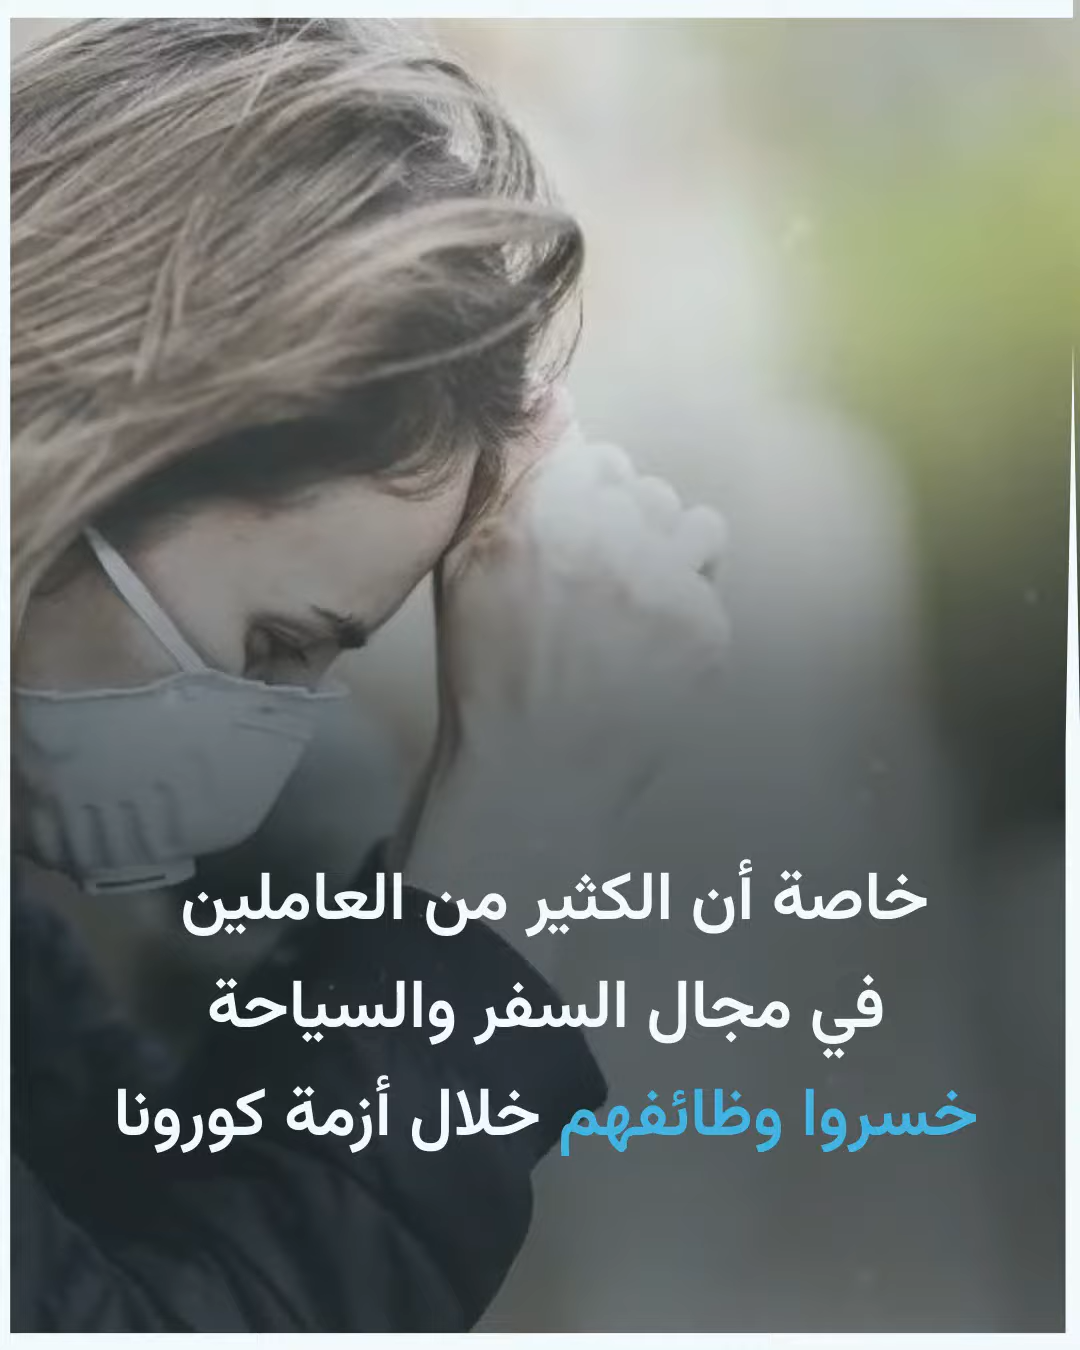 خاصة أن الكثير من العاملين
في مجال السفر والسياحة
خسروا وظائفهم خلال أزمة كورونا